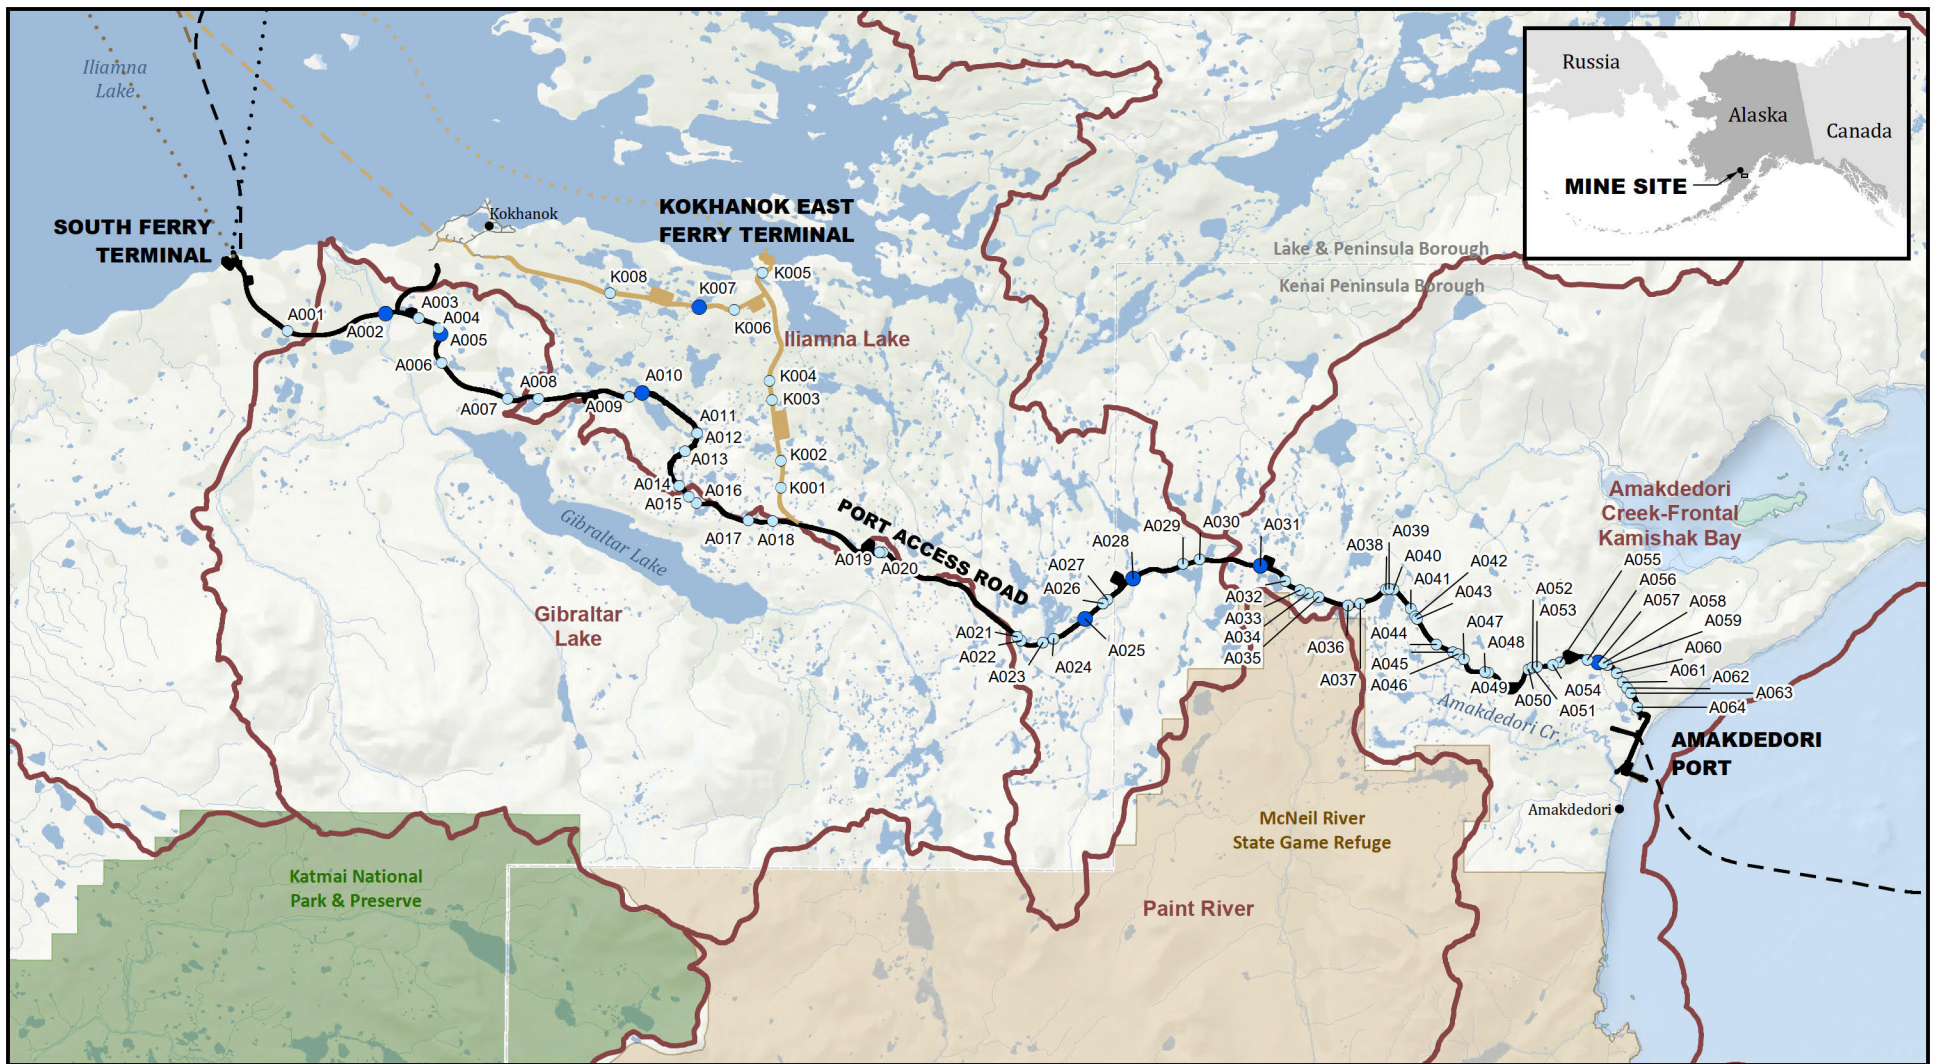 Iliamna
Lake
Russia
Alaska
Canada
MINE SITE
SOUTH FERRY
TERMINAL
Kokhanok
KOKHANOK EAST
FERRY TERMINAL
Lake & Peninsula Borough
Kenai Peninsula Borough
K005
K008
K007
K006
Iliamna Lake
K004
K003
K002
K001
A001
A002
A003
A004
A005
A006
A007
A008
A009
A010
A011
A012
A013
A014
A015
A016
A017
A018
A019
A020
PORT ACCESS ROAD
Gibraltar Lake
Gibraltar
Lake
A021
A022
A023
A024
A025
A026
A027
A028
A029
A030
A031
A032
A033
A034
A035
A036
A037
A038
A039
A040
A041
A042
A043
A044
A045
A046
A047
A048
A049
A050
A051
A052
A053
A054
A055
A056
A057
A058
A059
A060
A061
A062
A063
A064
Amakdedori
Creek-Frontal
Kamishak Bay
Amakdedori Cr.
AMAKDEDORI
PORT
Amakdedori
McNeil River
State Game Refuge
Katmai National
Park & Preserve
Paint River